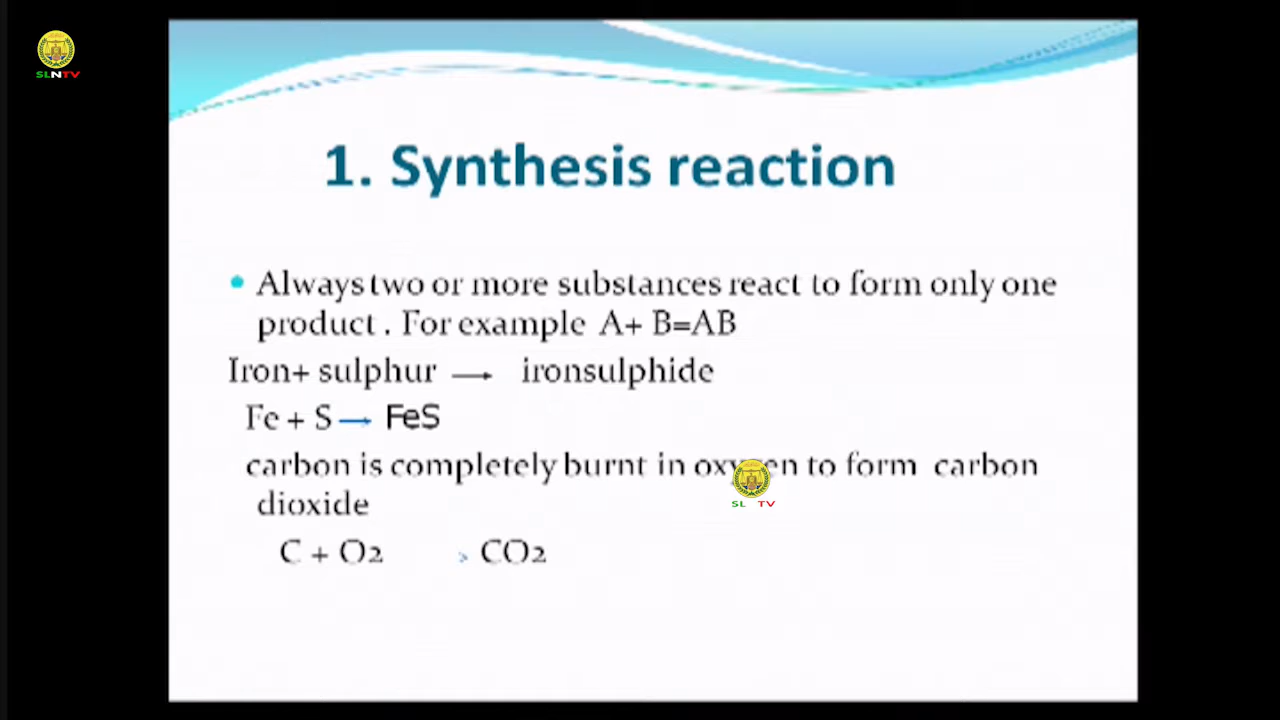 SLNTV
1. Synthesis reaction
• Always two or more substances react to form only one
product . For example A+ B=AB
Iron+ sulphur → ironsulphide
Fe + S → FeS
carbon is completely burnt in oxygen to form carbon
dioxide
SL TV
C + O2 > CO2